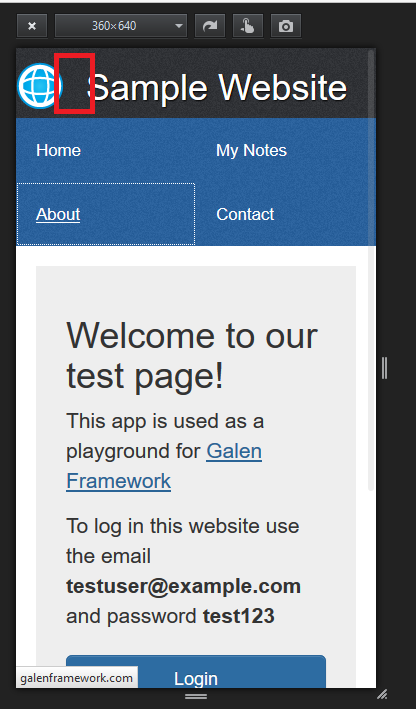 360×640
Sample Website
Home My Notes
About Contact
Welcome to our
test page!
This app is used as a
playground for Galen
Framework
To log in this website use
the email
testuser@example.com
and password test123
Login
galenframework.com